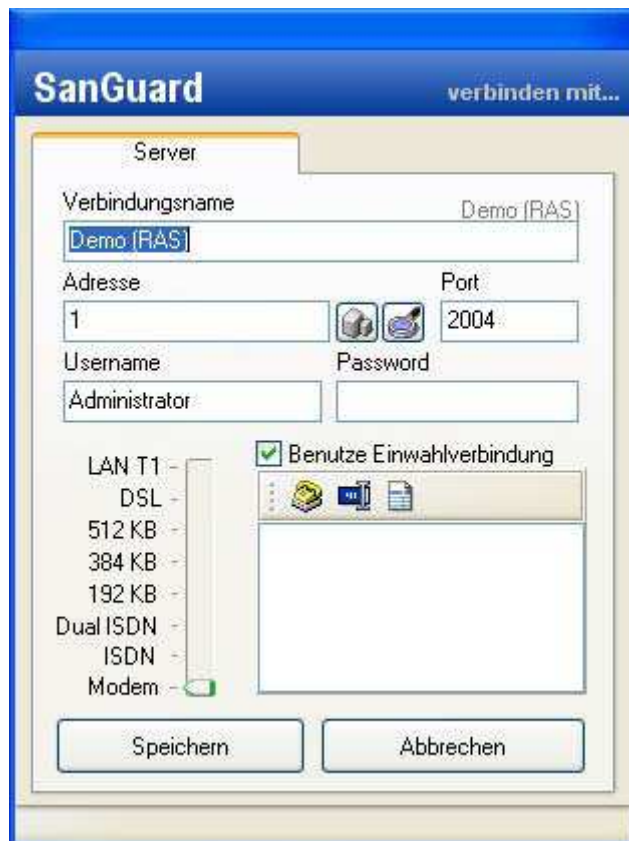 SanGuard verbinden mit...
Server
Verbindungsname Demo (RAS)
Demo (RAS)
Adresse Port
1 2004
Username Password
Administrator
Benutze Einwahlverbindung
LAN T1
DSL
512 KB
384 KB
192 KB
Dual ISDN
ISDN
Modem
Speichern Abbrechen